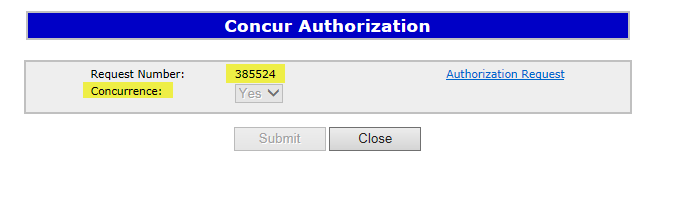 Concur Authorization
Request Number: 385524 Authorization Request
Concurrence: Yes
Submit Close